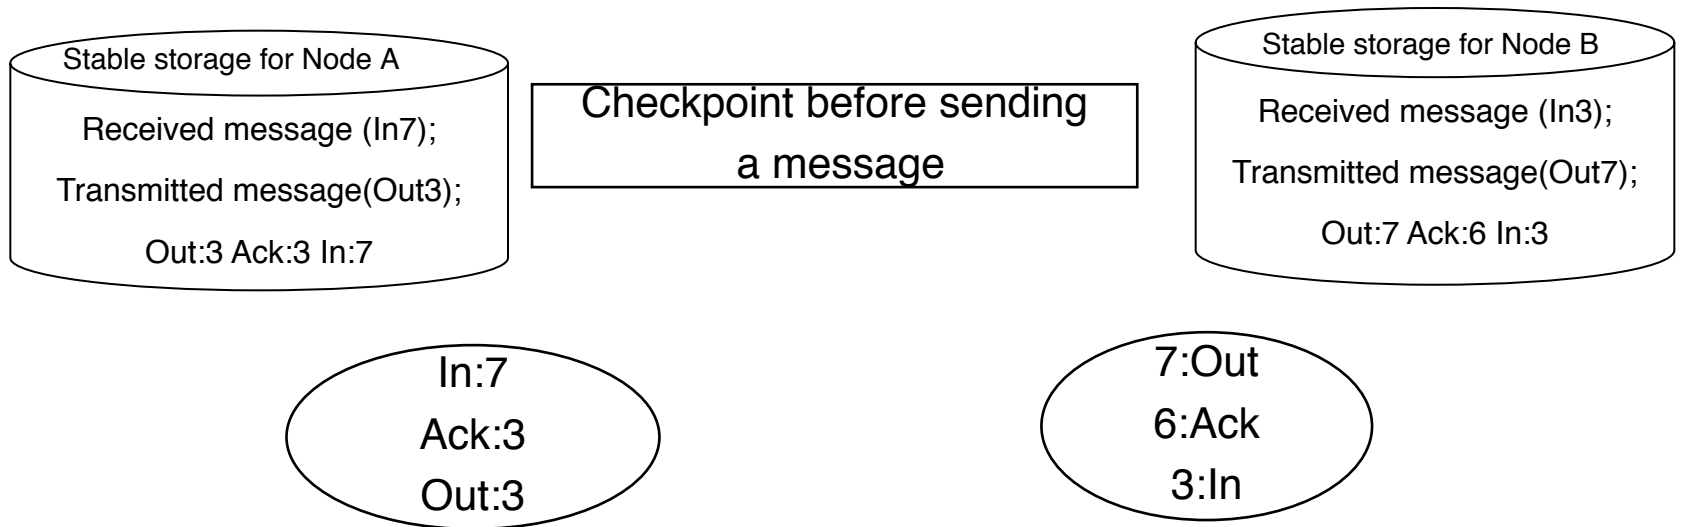 Stable storage for Node A
Received message (In7);
Transmitted message(Out3);
Out:3 Ack:3 In:7
Checkpoint before sending
a message
Stable storage for Node B
Received message (In3);
Transmitted message(Out7);
Out:7 Ack:6 In:3
In:7
Ack:3
Out:3
7:Out
6:Ack
3:In